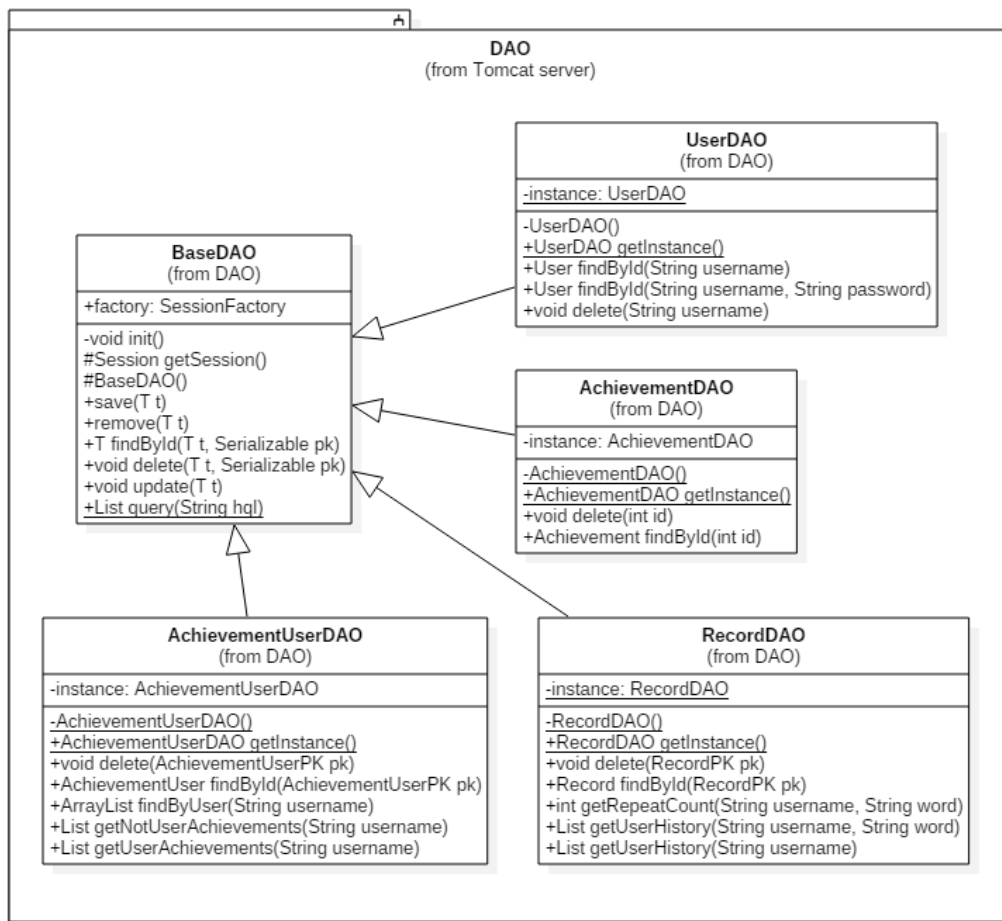 DAO
(from Tomcat server)
UserDAO
(from DAO)
-instance: UserDAO
-UserDAO()
+UserDAO getInstance()
+User findById(String username)
+User findById(String username, String password)
+void delete(String username)
BaseDAO
(from DAO)
+factory: SessionFactory
-void init()
#Session getSession()
#BaseDAO()
+save(T t)
+remove(T t)
+T findById(T t, Serializable pk)
+void delete(T t, Serializable pk)
+void update(T t)
+List query(String hql)
AchievementDAO
(from DAO)
-instance: AchievementDAO
-AchievementDAO()
+AchievementDAO getInstance()
+void delete(int id)
+Achievement findById(int id)
AchievementUserDAO
(from DAO)
-instance: AchievementUserDAO
-AchievementUserDAO()
+AchievementUserDAO getInstance()
+void delete(AchievementUserPK pk)
+AchievementUser findById(AchievementUserPK pk)
+ArrayList findByUser(String username)
+List getNotUserAchievements(String username)
+List getUserAchievements(String username)
RecordDAO
(from DAO)
-instance: RecordDAO
-RecordDAO()
+RecordDAO getInstance()
+void delete(RecordPK pk)
+Record findById(RecordPK pk)
+int getRepeatCount(String username, String word)
+List getUserHistory(String username, String word)
+List getUserHistory(String username)